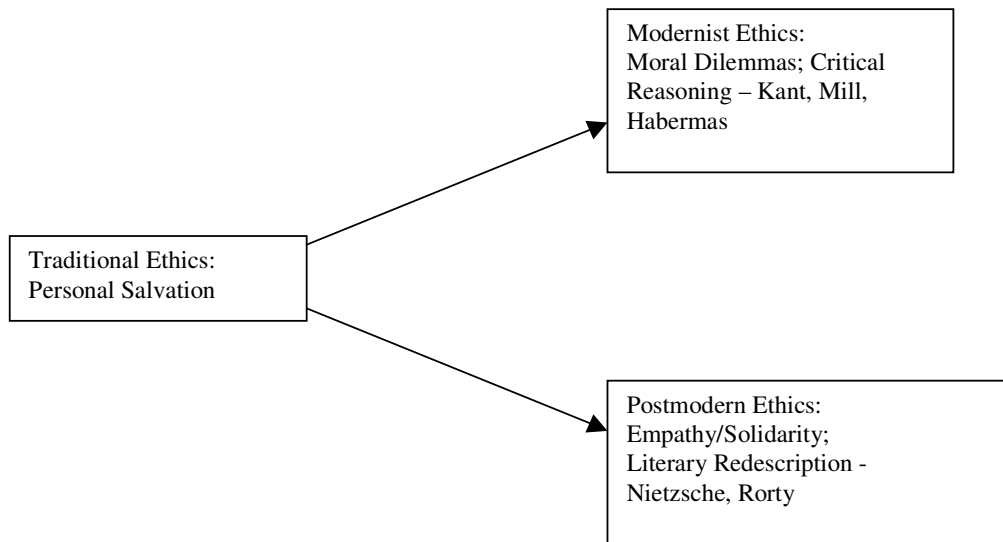 Modernist Ethics:
Moral Dilemmas; Critical
Reasoning – Kant, Mill,
Habermas
Traditional Ethics:
Personal Salvation
Postmodern Ethics:
Empathy/Solidarity;
Literary Redescription -
Nietzsche, Rorty